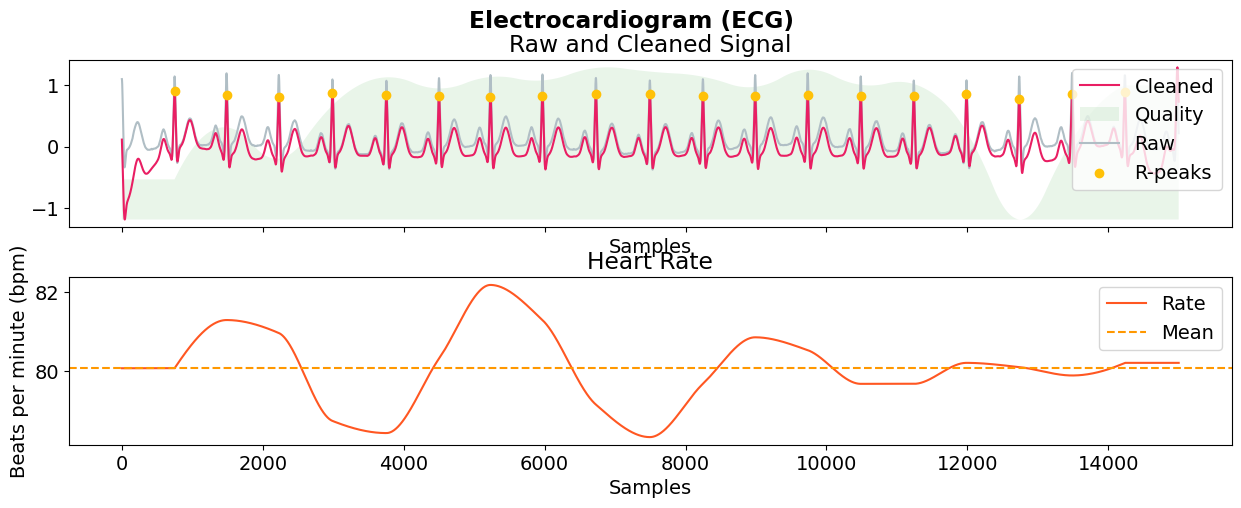 Electrocardiogram (ECG)
Raw and Cleaned Signal
1
0
−1
Cleaned
Quality
Raw
R-peaks
Samples
Heart Rate
Beats per minute (bpm)
82
80
Rate
Mean
0 2000 4000 6000 8000 10000 12000 14000
Samples